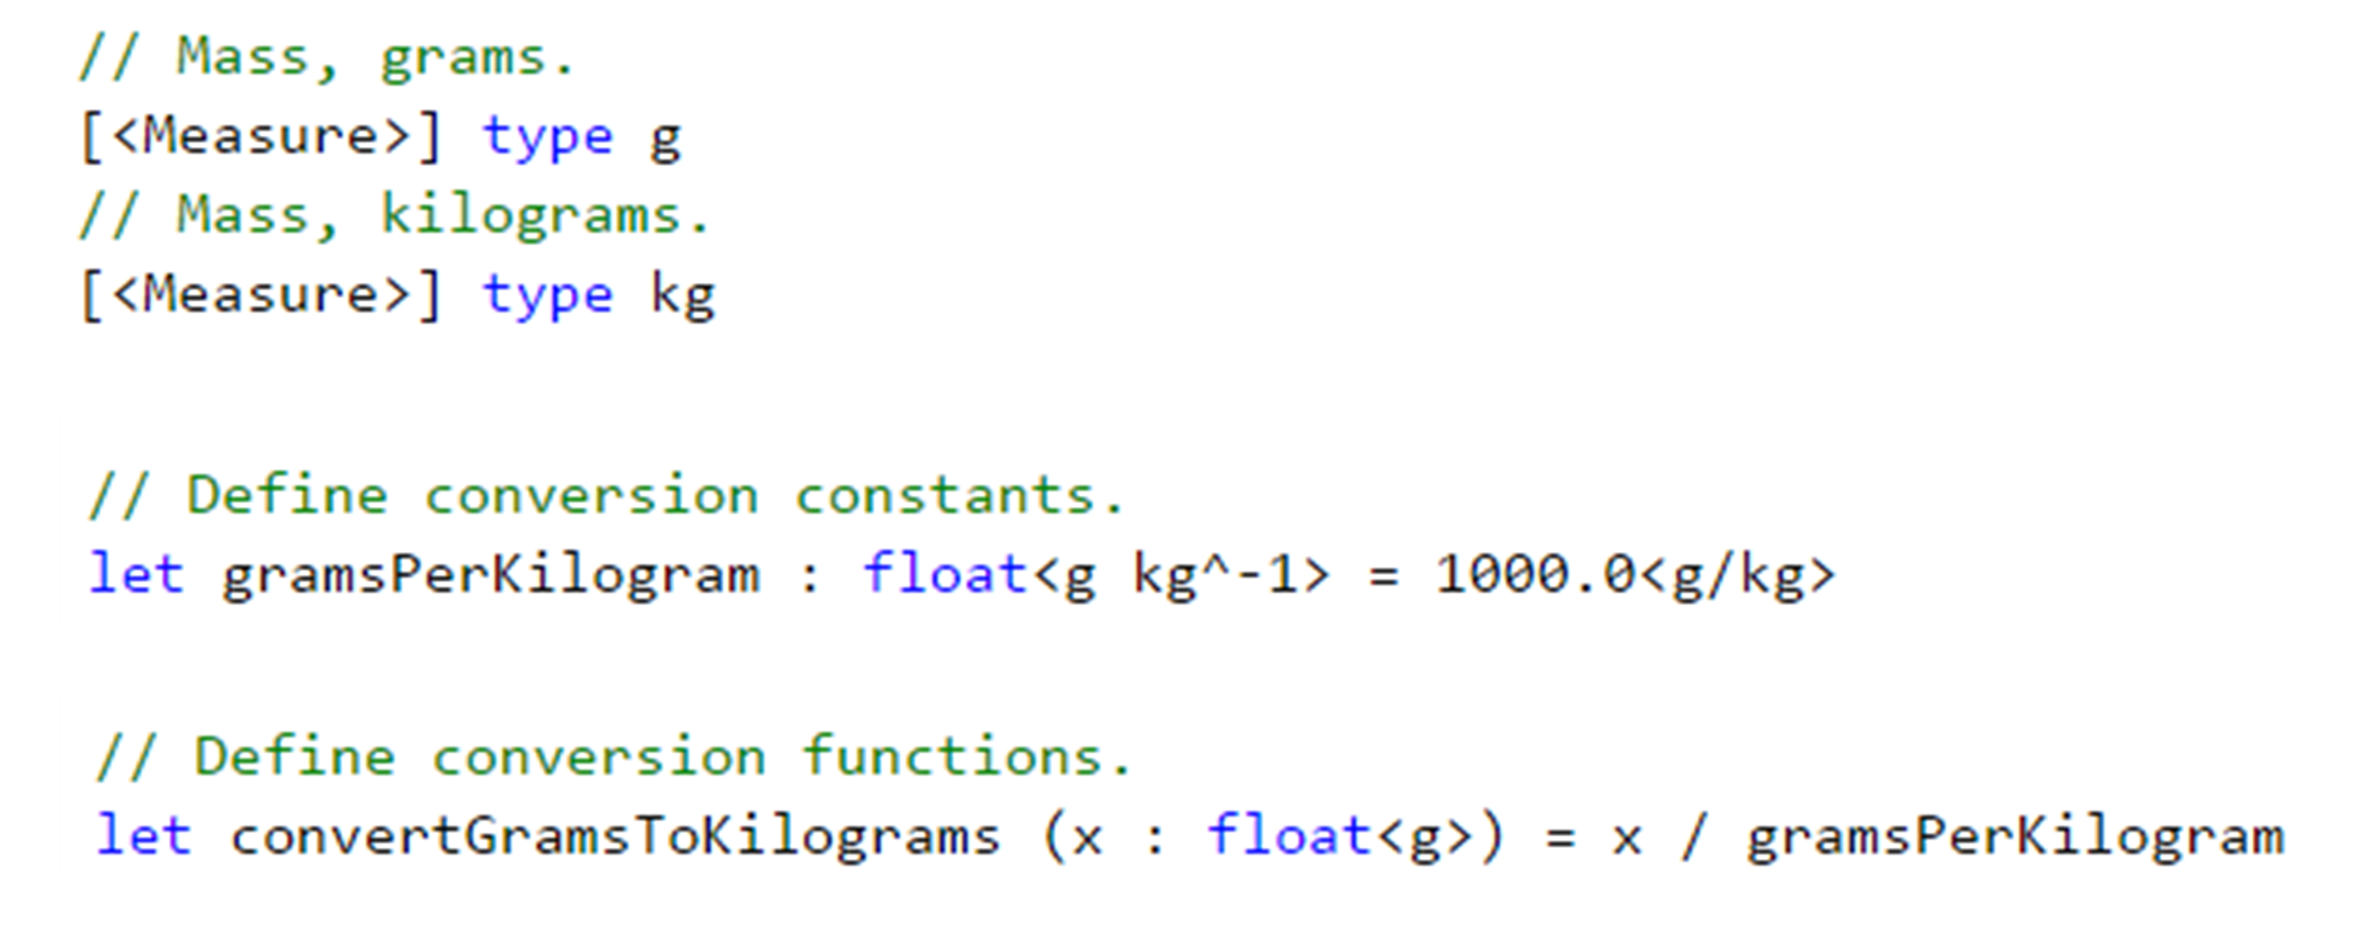 // Mass, grams.
[<Measure>] type g
// Mass, kilograms.
[<Measure>] type kg
// Define conversion constants.
let gramsPerKilogram : float<g kg^-1> = 1000.0<g/kg>
// Define conversion functions.
let convertGramsToKilograms (x : float<g>) = x / gramsPerKilogram